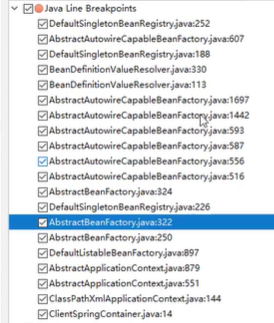 Java Line Breakpoints
DefaultSingletonBeanRegistry.java:252
AbstractAutowireCapableBeanFactory.java:607
DefaultSingletonBeanRegistry.java:188
BeanDefinitionValueResolver.java:330
BeanDefinitionValueResolver.java:113
AbstractAutowireCapableBeanFactory.java:1697
AbstractAutowireCapableBeanFactory.java:1442
AbstractAutowireCapableBeanFactory.java:593
AbstractAutowireCapableBeanFactory.java:587
AbstractAutowireCapableBeanFactory.java:556
AbstractAutowireCapableBeanFactory.java:516
AbstractBeanFactory.java:324
DefaultSingletonBeanRegistry.java:226
AbstractBeanFactory.java:322
AbstractBeanFactory.java:250
DefaultListableBeanFactory.java:897
AbstractApplicationContext.java:879
AbstractApplicationContext.java:551
ClassPathXmlApplicationContext.java:144
ClientSpringContainer.java:14